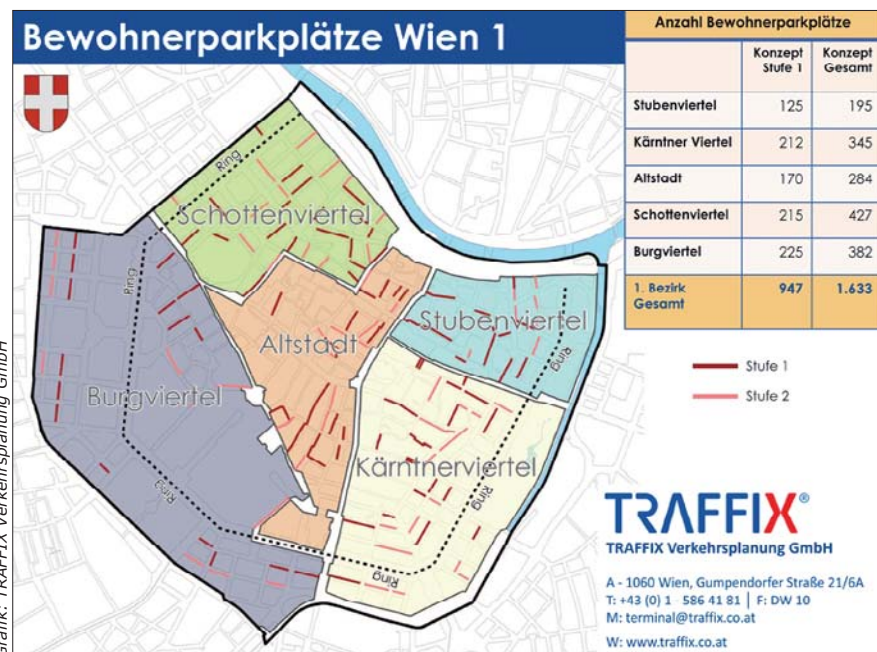 Bewohnerparkplätze Wien 1
Anzahl Bewohnerparkplätze
Konzept Stufe 1
Konzept Gesamt
Stubenviertel 125 195
Kärntner Viertel 212 345
Altstadt 170 284
Schottenviertel 215 427
Burgviertel 225 382
1. Bezirk Gesamt 947 1.633
Ring
Schottenviertel
Ring
Altstadt
Stubenviertel
Ring
Burgviertel
Kärntnerviertel
Ring
Ring
Ring
Stufe 1
Stufe 2
TRAFFIX®
TRAFFIX Verkehrsplanung GmbH
A - 1060 Wien, Gumpendorfer Straße 21/6A
T: +43 (0) 1 - 586 41 81 | F: DW 10
M: terminal@traffix.co.at
W: www.traffix.co.at
Grafik: TRAFFIX Verkehrsplanung GmbH